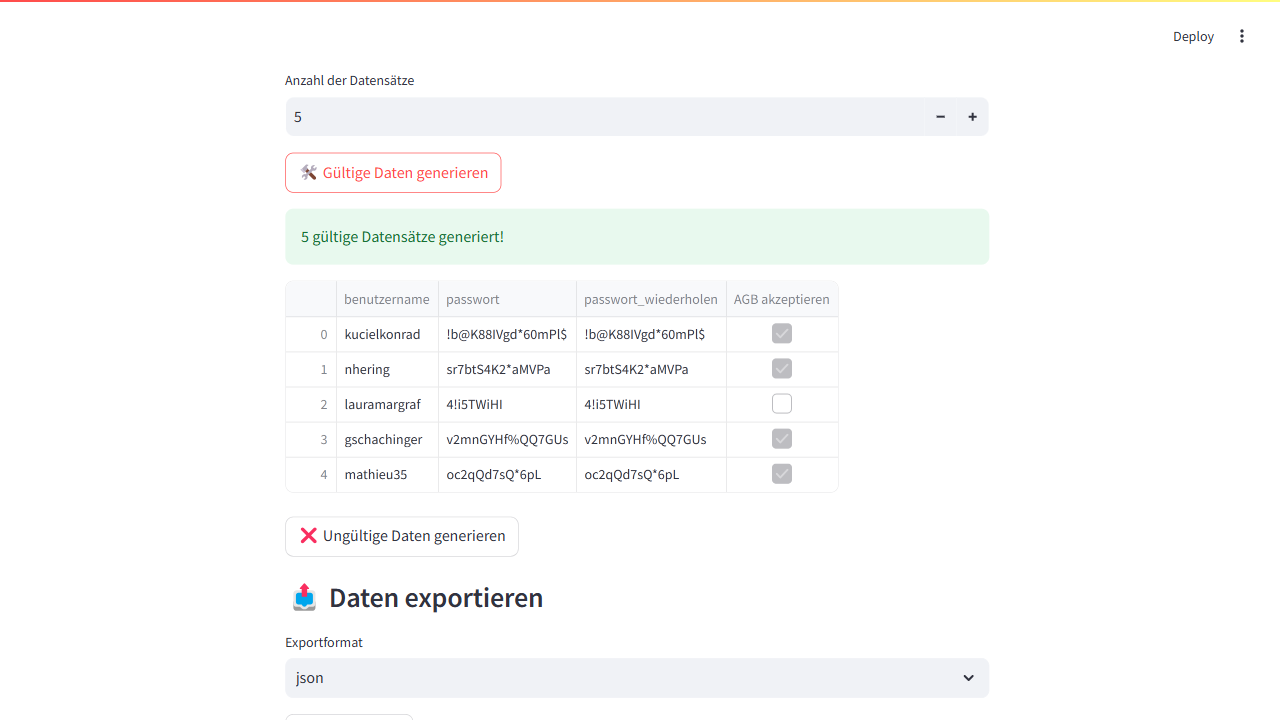 Deploy
Anzahl der Datensätze
5
🛠 Gültige Daten generieren
5 gültige Datensätze generiert!
benutzername passwort passwort_wiederholen AGB akzeptieren
0 kucielkonrad !b@K88IVgd*60mPl$ !b@K88IVgd*60mPl$
1 nhering sr7btS4K2*aMVPa sr7btS4K2*aMVPa
2 lauramargraf 4!i5TWiHI 4!i5TWiHI
3 gschachinger v2mnGYHf%QQ7GUs v2mnGYHf%QQ7GUs
4 mathieu35 oc2qQd7sQ*6pL oc2qQd7sQ*6pL
❌ Ungültige Daten generieren
📤 Daten exportieren
Exportformat
json